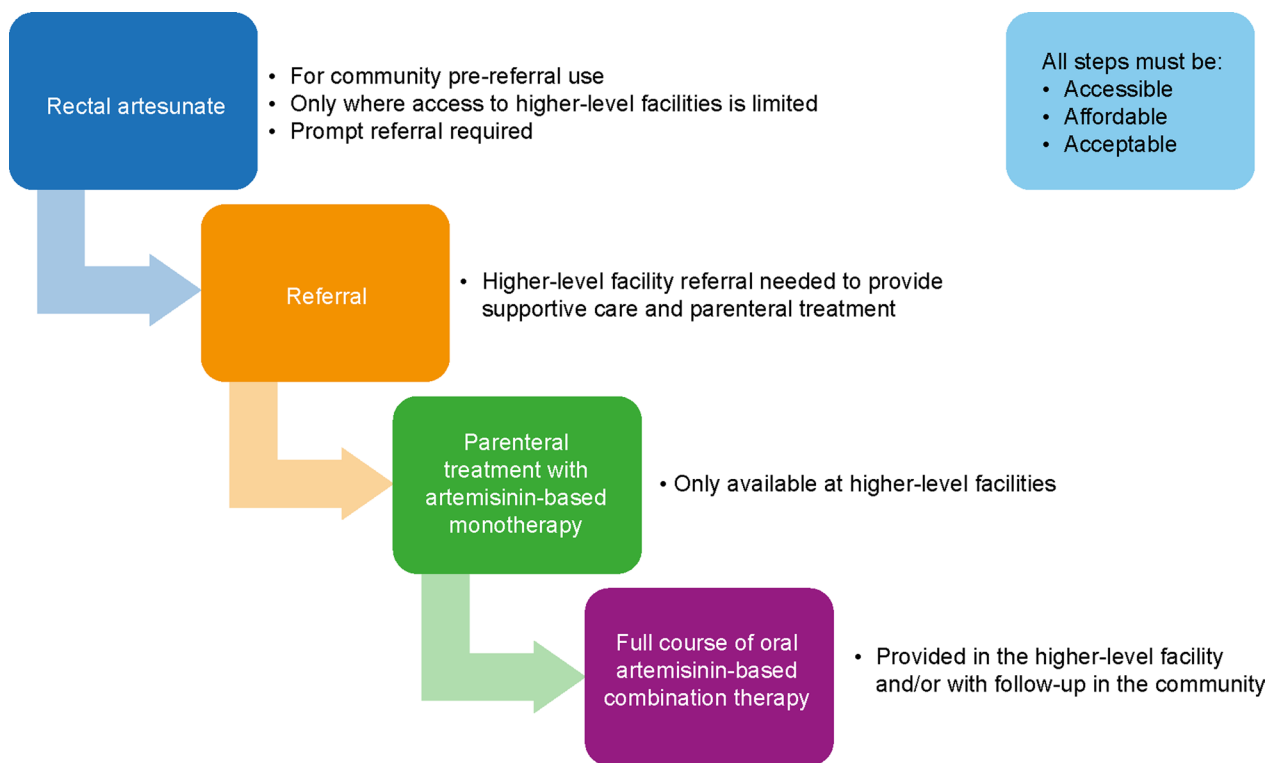 Rectal artesunate
• For community pre-referral use
• Only where access to higher-level facilities is limited
• Prompt referral required
All steps must be:
• Accessible
• Affordable
• Acceptable
Referral
• Higher-level facility referral needed to provide
supportive care and parenteral treatment
Parenteral
treatment with
artemisinin-based
monotherapy
• Only available at higher-level facilities
Full course of oral
artemisinin-based
combination therapy
• Provided in the higher-level facility
and/or with follow-up in the community